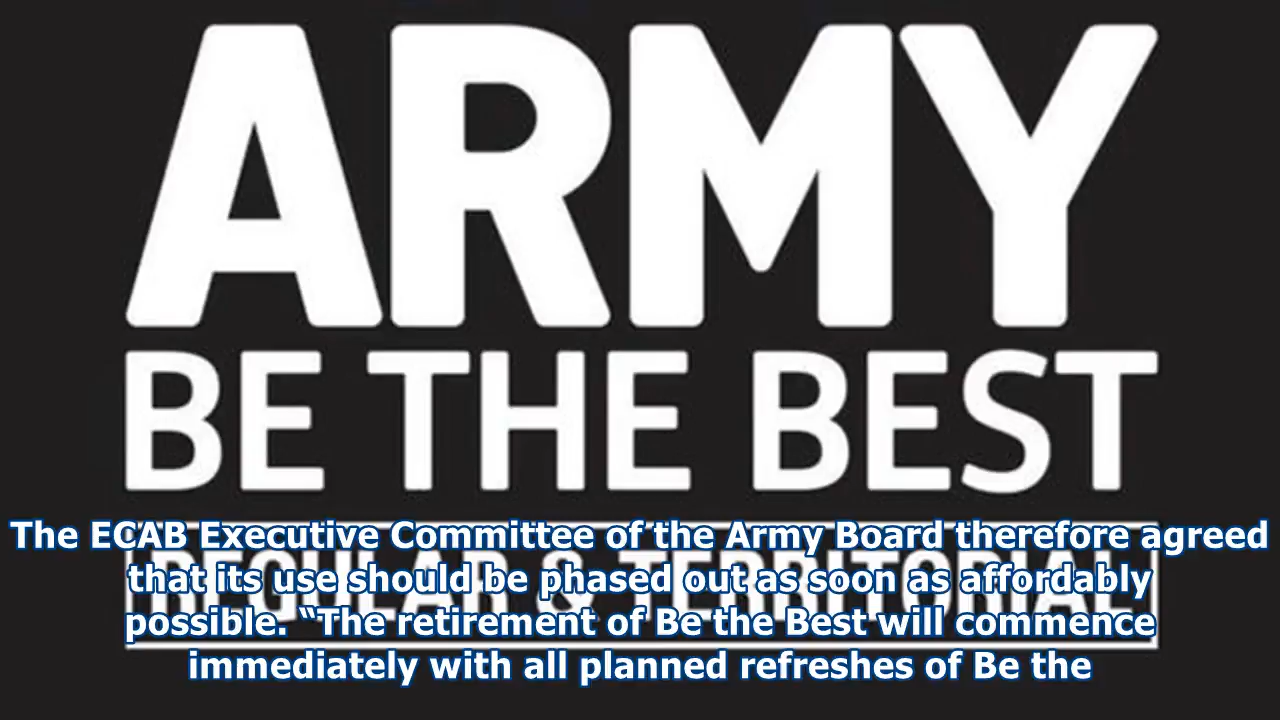 ARMY
BE THE BEST
REGULAR & TERRITORIAL
The ECAB Executive Committee of the Army Board therefore agreed
that its use should be phased out as soon as affordably
possible. “The retirement of Be the Best will commence
immediately with all planned refreshes of Be the